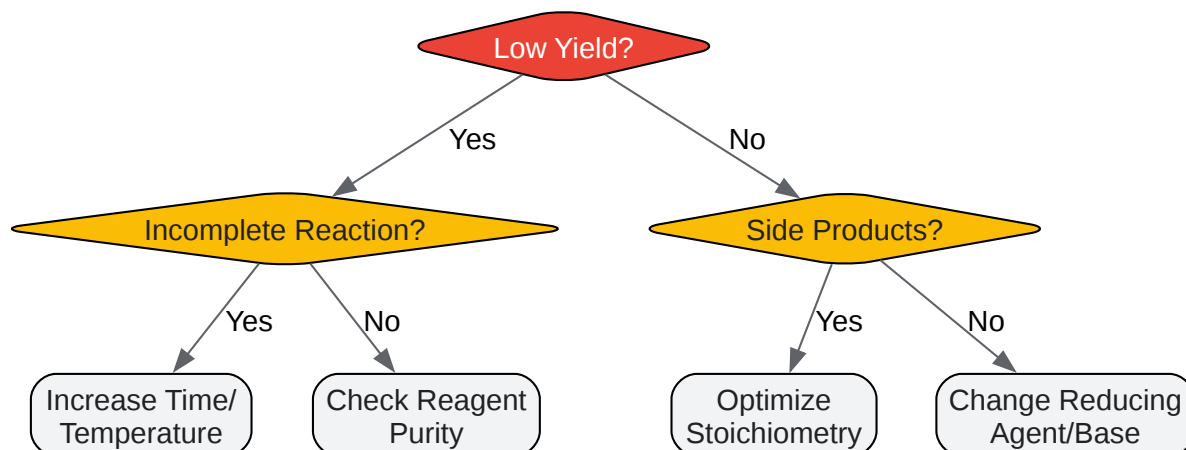 Low Yield?
Yes
No
Incomplete Reaction?
Side Products?
Yes
No
Yes
No
Increase Time/
Temperature
Check Reagent
Purity
Optimize
Stoichiometry
Change Reducing
Agent/Base